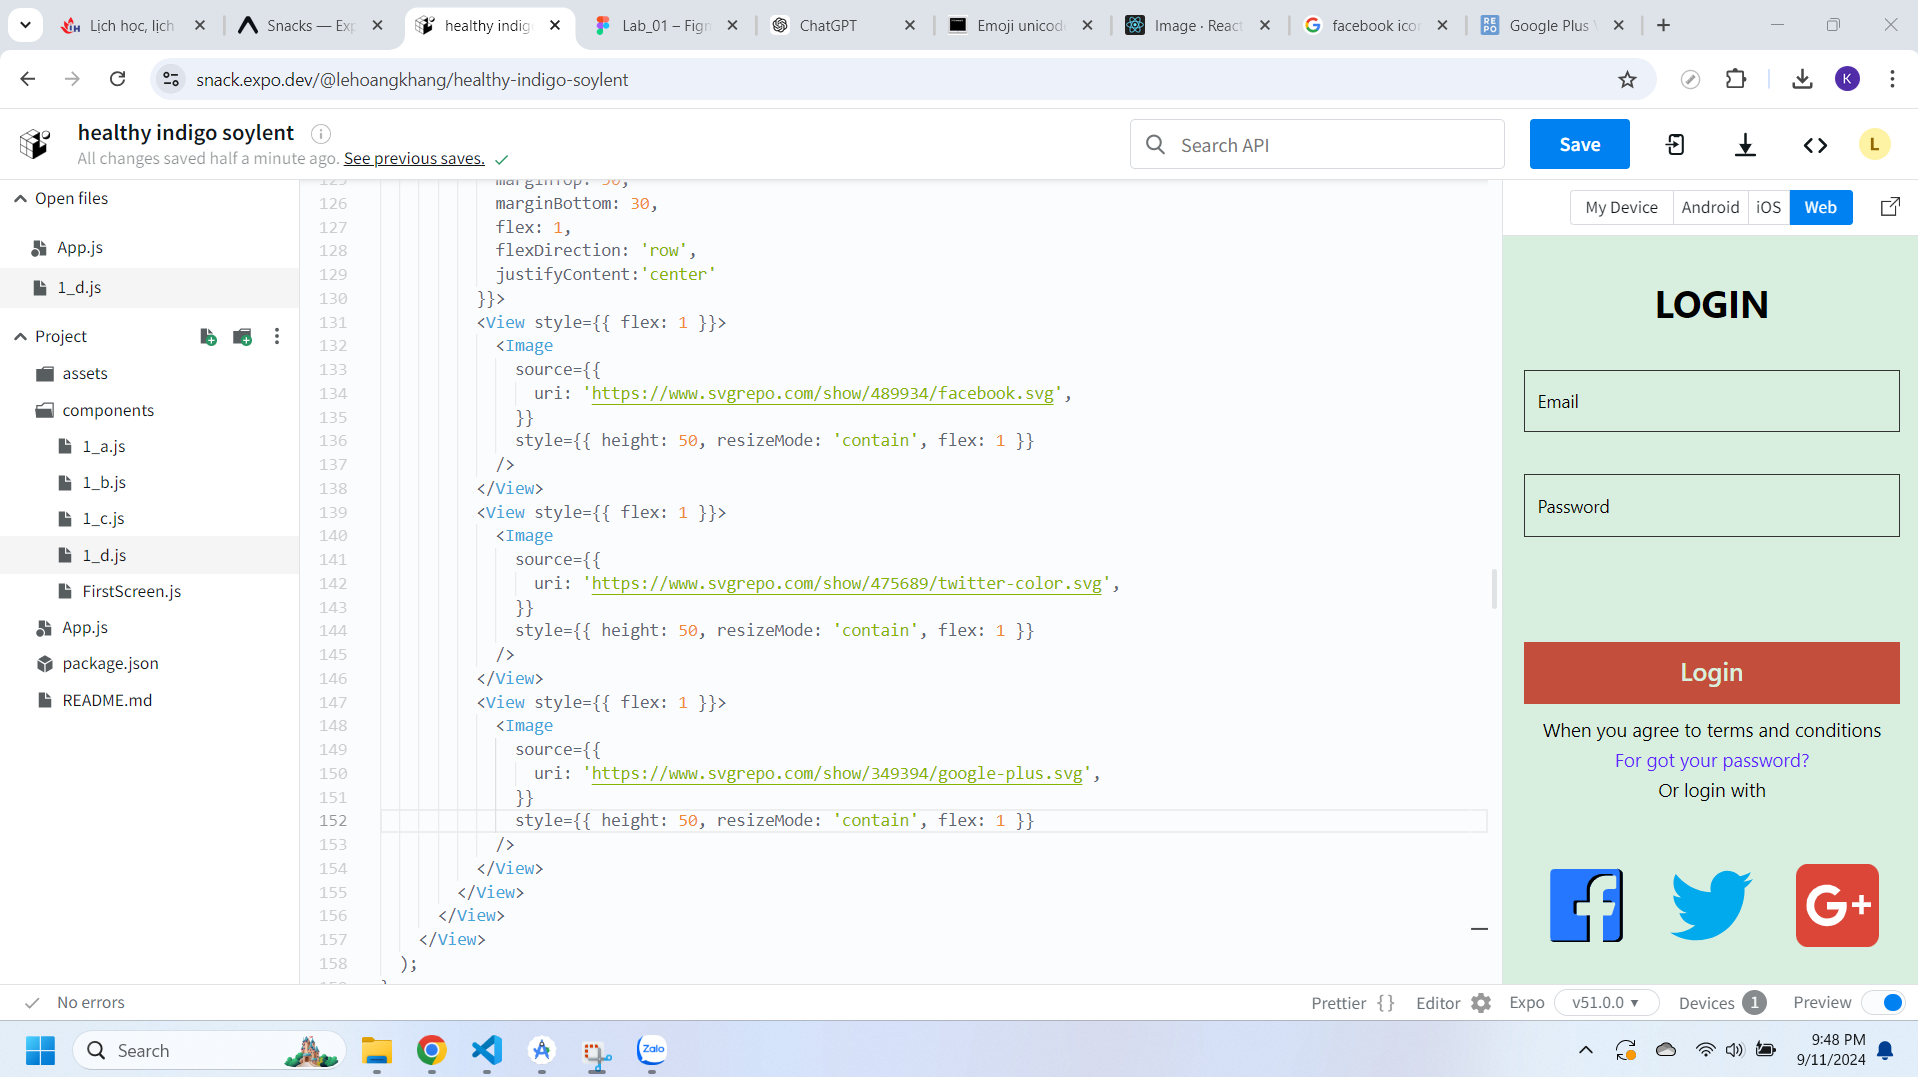 Lịch học, lịch
Snacks — Exp
healthy indig
Lab_01 – Figm
ChatGPT
Emoji unicode
Image · React
facebook icon
Google Plus V
snack.expo.dev/@lehoangkhang/healthy-indigo-soylent
K
healthy indigo soylent
All changes saved half a minute ago. See previous saves.
Search API
Save
L
Open files
App.js
1_d.js
Project
assets
components
1_a.js
1_b.js
1_c.js
1_d.js
FirstScreen.js
App.js
package.json
README.md
125 marginTop: 50,
126 marginBottom: 30,
127 flex: 1,
128 flexDirection: 'row',
129 justifyContent:'center'
130 }}>
131 <View style={{ flex: 1 }}>
132 <Image
133 source={{
134 uri: 'https://www.svgrepo.com/show/489934/facebook.svg',
135 }}
136 style={{ height: 50, resizeMode: 'contain', flex: 1 }}
137 />
138 </View>
139 <View style={{ flex: 1 }}>
140 <Image
141 source={{
142 uri: 'https://www.svgrepo.com/show/475689/twitter-color.svg',
143 }}
144 style={{ height: 50, resizeMode: 'contain', flex: 1 }}
145 />
146 </View>
147 <View style={{ flex: 1 }}>
148 <Image
149 source={{
150 uri: 'https://www.svgrepo.com/show/349394/google-plus.svg',
151 }}
152 style={{ height: 50, resizeMode: 'contain', flex: 1 }}
153 />
154 </View>
155 </View>
156 </View>
157 </View>
158 );
My Device Android iOS Web
LOGIN
Email
Password
Login
When you agree to terms and conditions
For got your password?
Or login with
f G+
No errors
Prettier { } Editor Expo v51.0.0 Devices 1 Preview
Search
Zalo
9:48 PM
9/11/2024